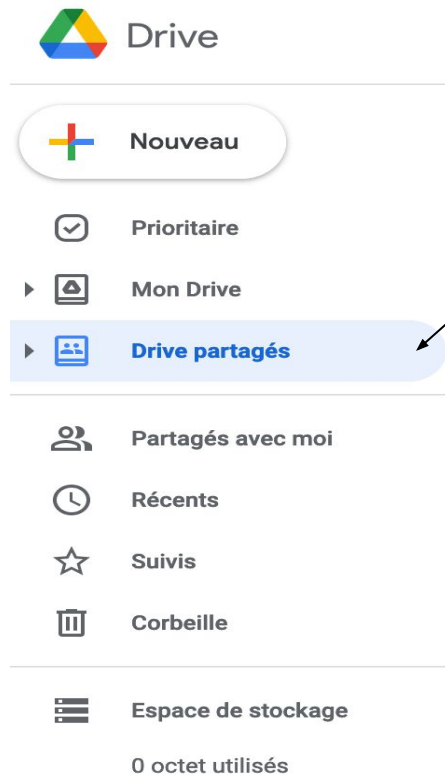 Drive
Nouveau
Prioritaire
Mon Drive
Drive partagés
Partagés avec moi
Récents
Suivis
Corbeille
Espace de stockage
0 octet utilisés